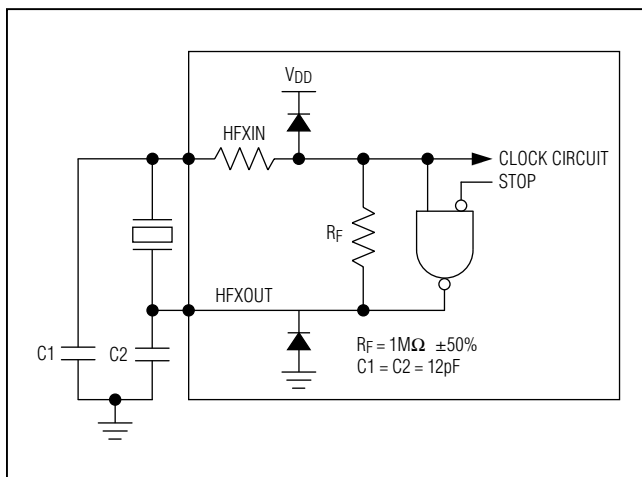 VDD
HFXIN
CLOCK CIRCUIT
STOP
RF
HFXOUT
C1
C2
RF = 1MΩ ±50%
C1 = C2 = 12pF